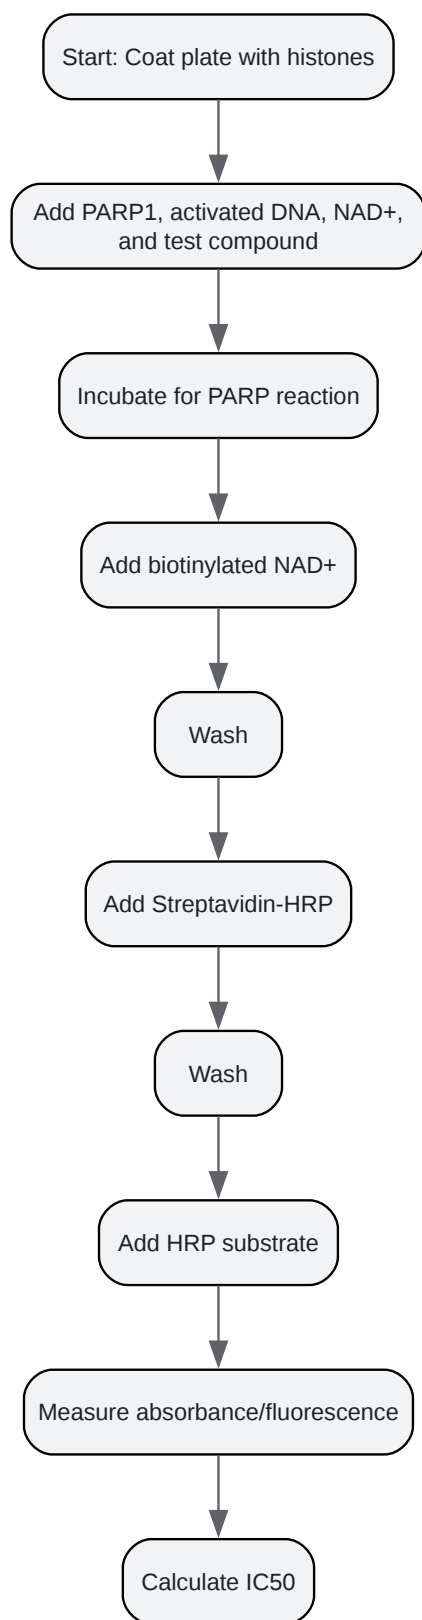 Start: Coat plate with histones
Add PARP1, activated DNA, NAD+,
and test compound
Incubate for PARP reaction
Add biotinylated NAD+
Wash
Add Streptavidin-HRP
Wash
Add HRP substrate
Measure absorbance/fluorescence
Calculate IC50